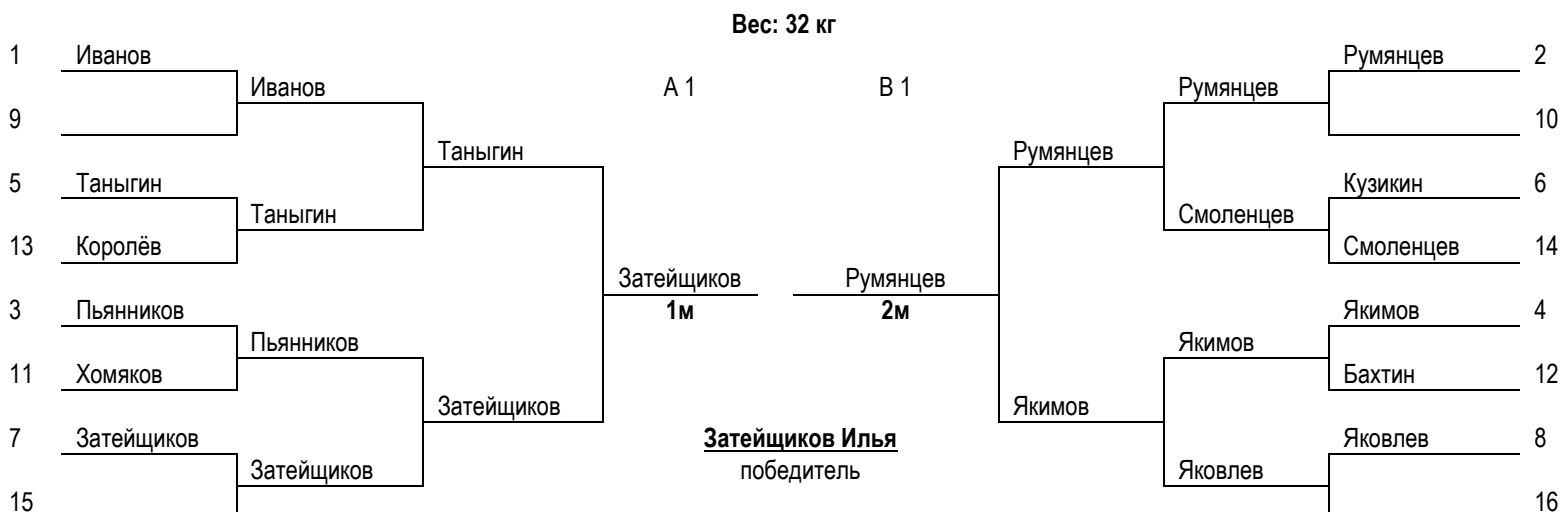 Вес: 32 кг
1 Иванов Румянцев 2
Иванов А 1 В 1 Румянцев
9 10
Таныгин Румянцев
5 Таныгин Кузикин 6
Таныгин Смоленцев
13 Королёв Смоленцев 14
Затейщиков Румянцев
1м 2м
3 Пьянников Якимов 4
Пьянников Якимов
11 Хомяков Бахтин 12
Затейщиков Якимов
7 Затейщиков Затейщиков Илья Яковлев 8
Затейщиков победитель Яковлев
15 16